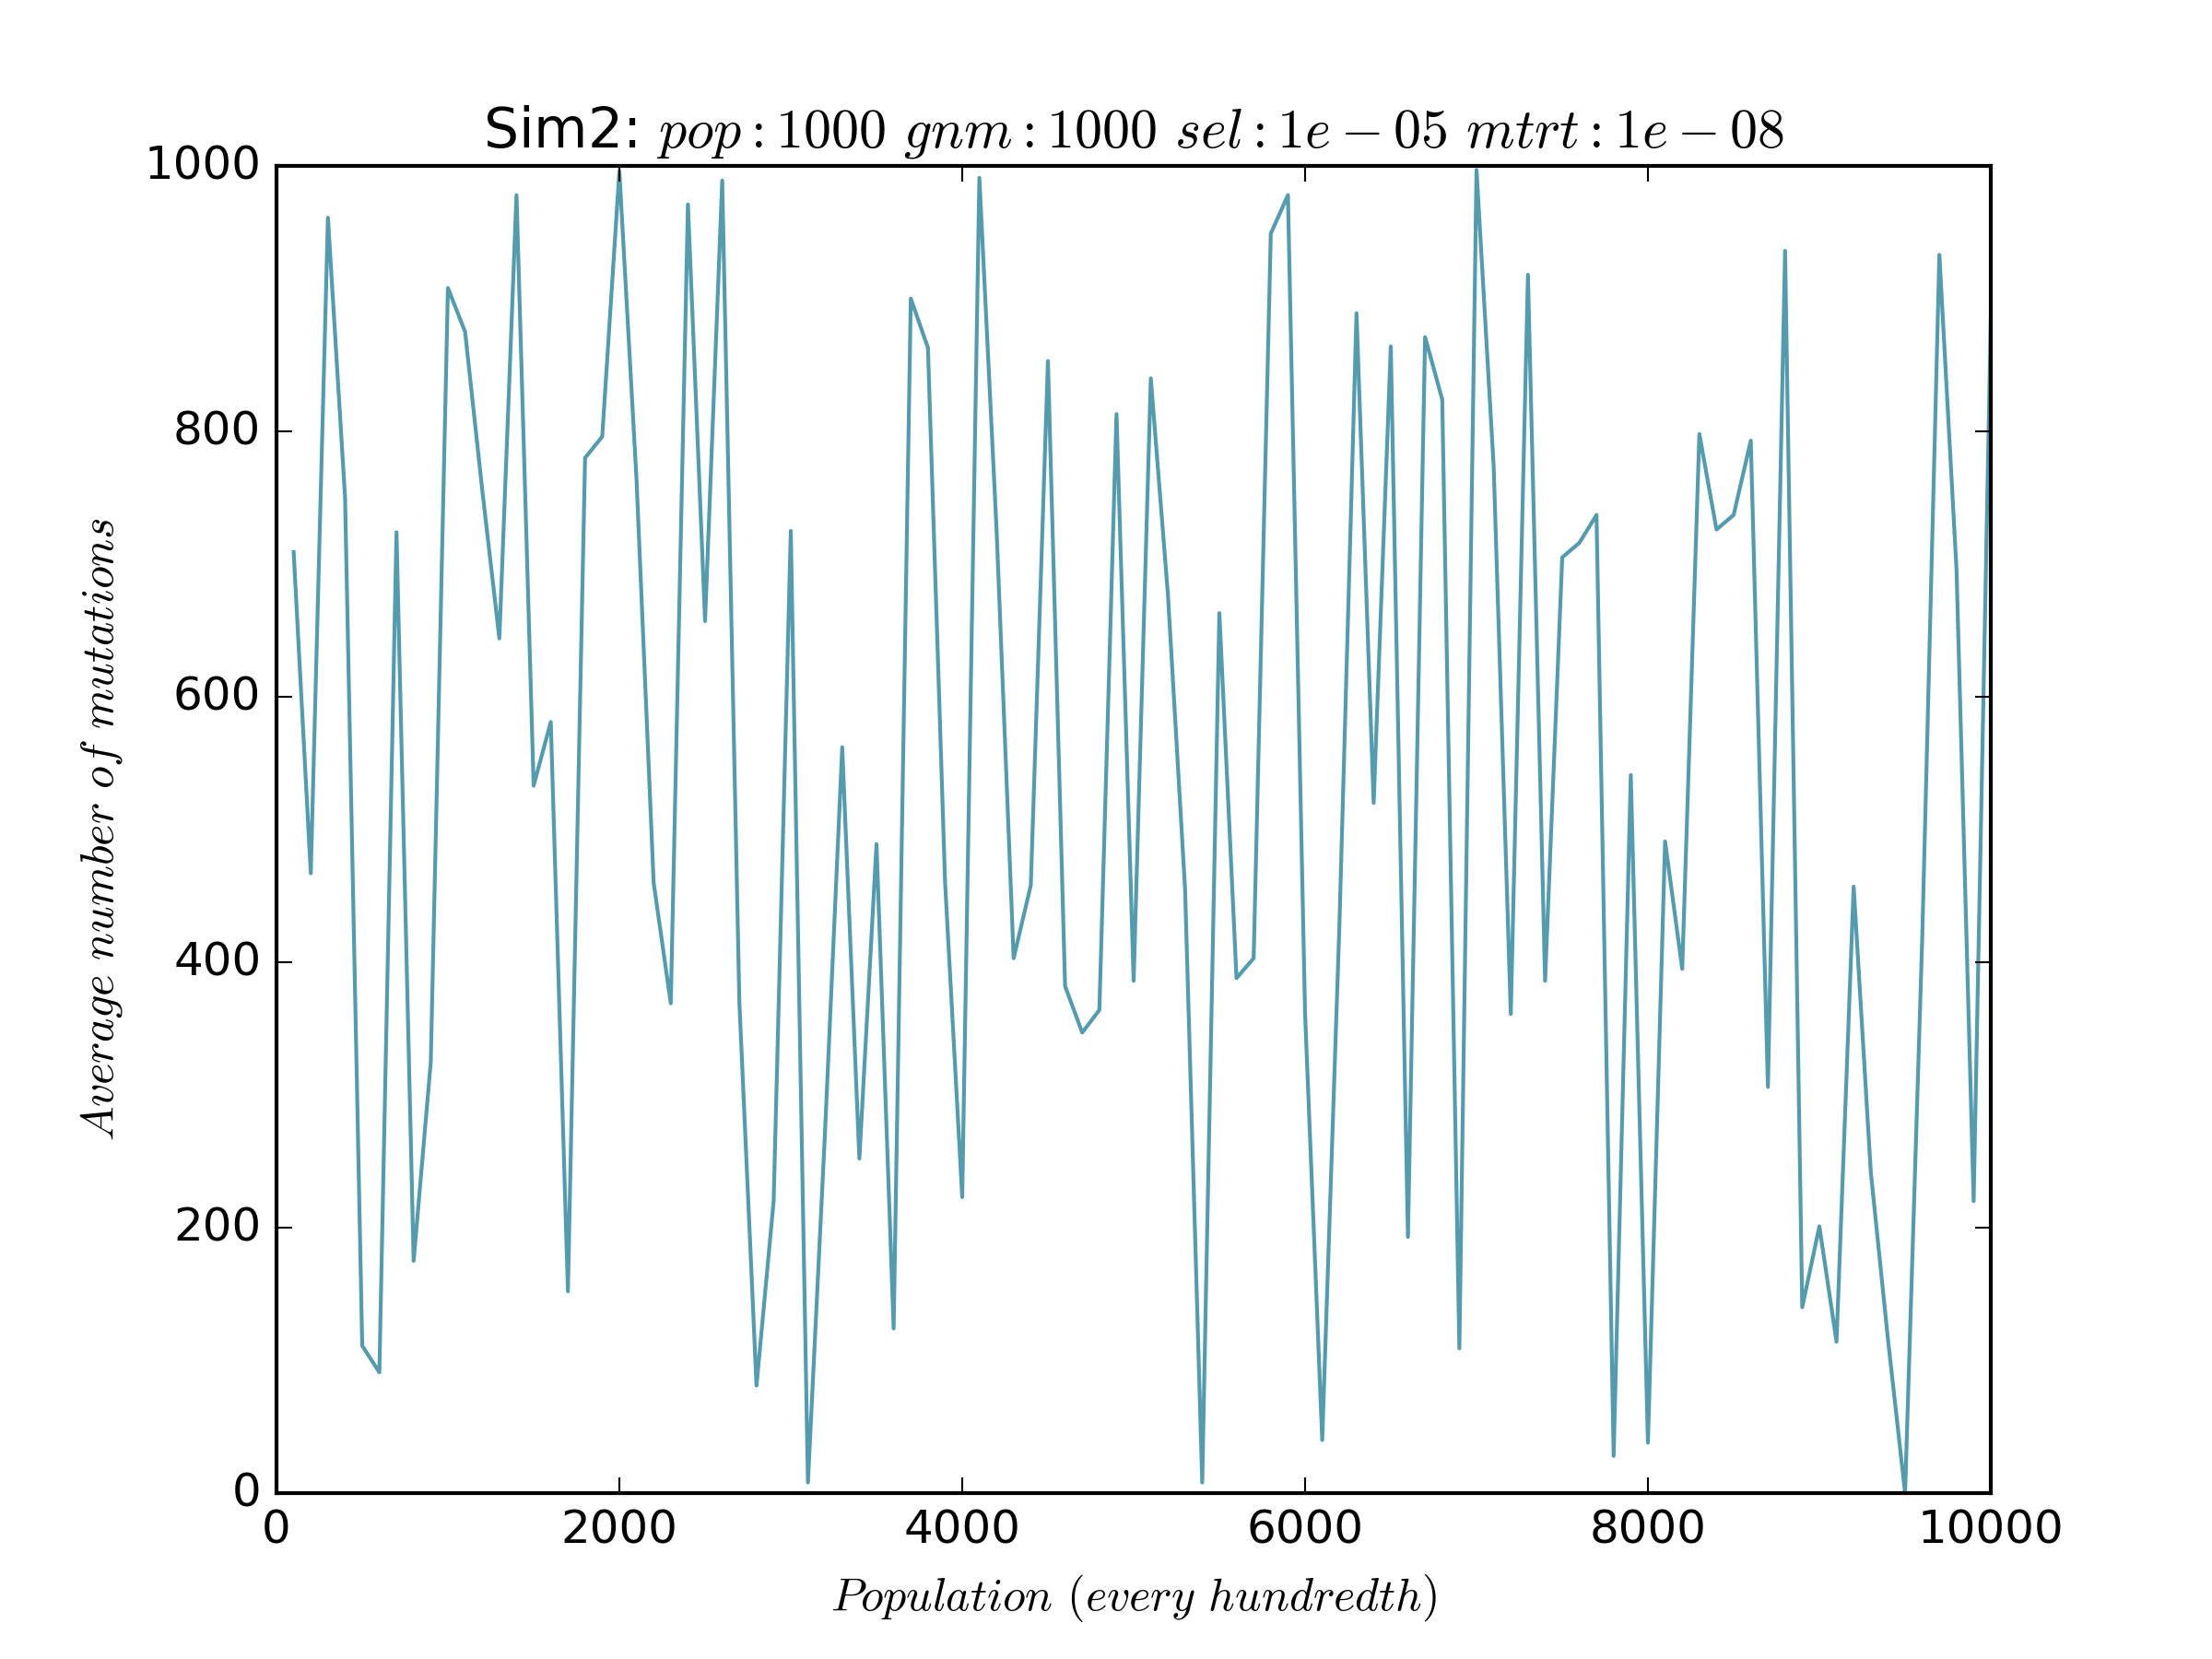 Sim2: pop : 1000 gnm : 1000 sel : 1e − 05 mtrt : 1e − 08
1000
800
600
400
200
0
Average number of mutations
0 2000 4000 6000 8000 10000
Population (every hundredth)